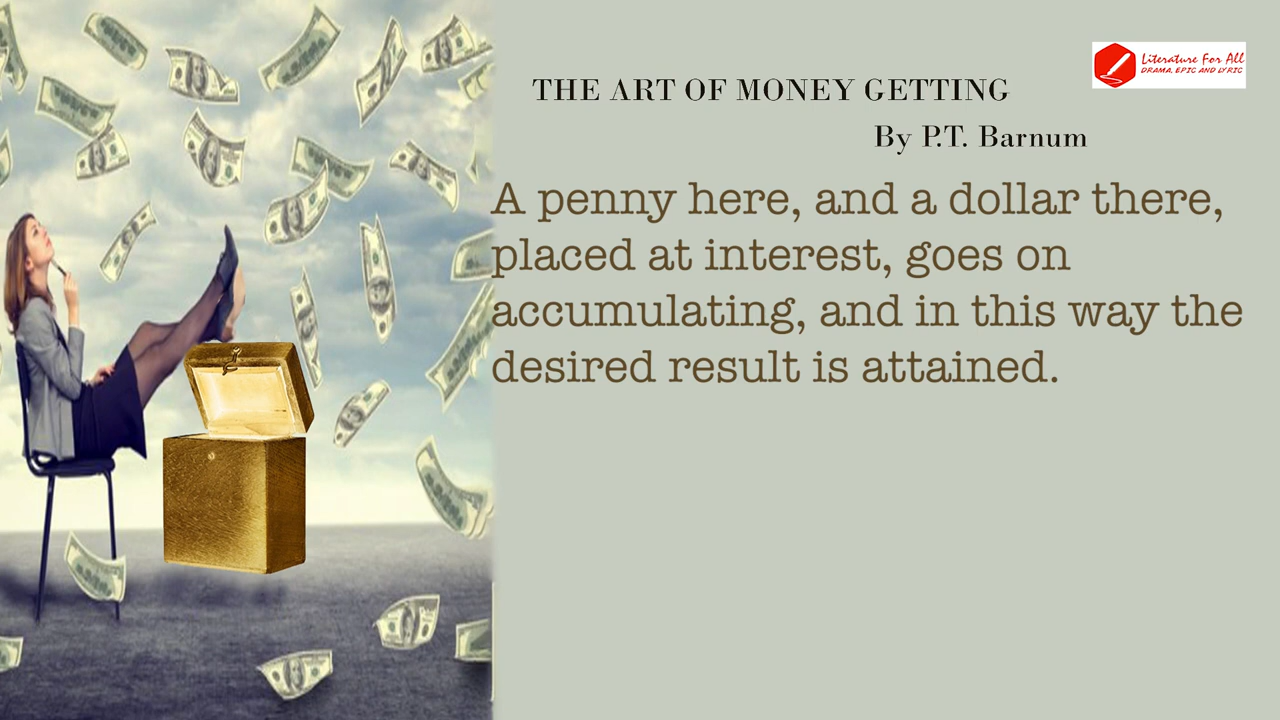 Literature For All
DRAMA, EPIC AND LYRIC
THE ART OF MONEY GETTING
By P.T. Barnum
A penny here, and a dollar there,
placed at interest, goes on
accumulating, and in this way the
desired result is attained.